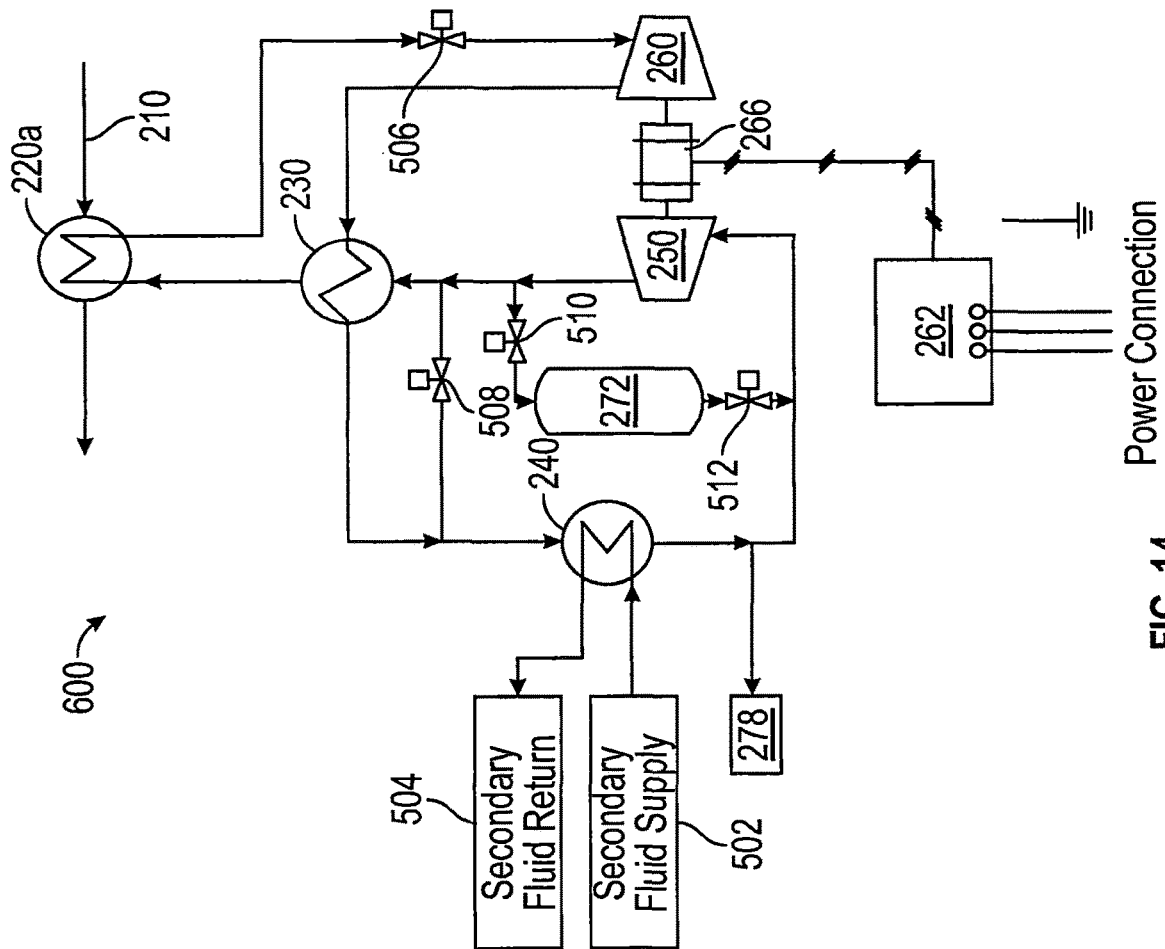 600
220a
210
230
506
260
266
250
510
508
272
512
240
262
504
Secondary
Fluid Return
Secondary
Fluid Supply
502
278
Power Connection
FIG. 14